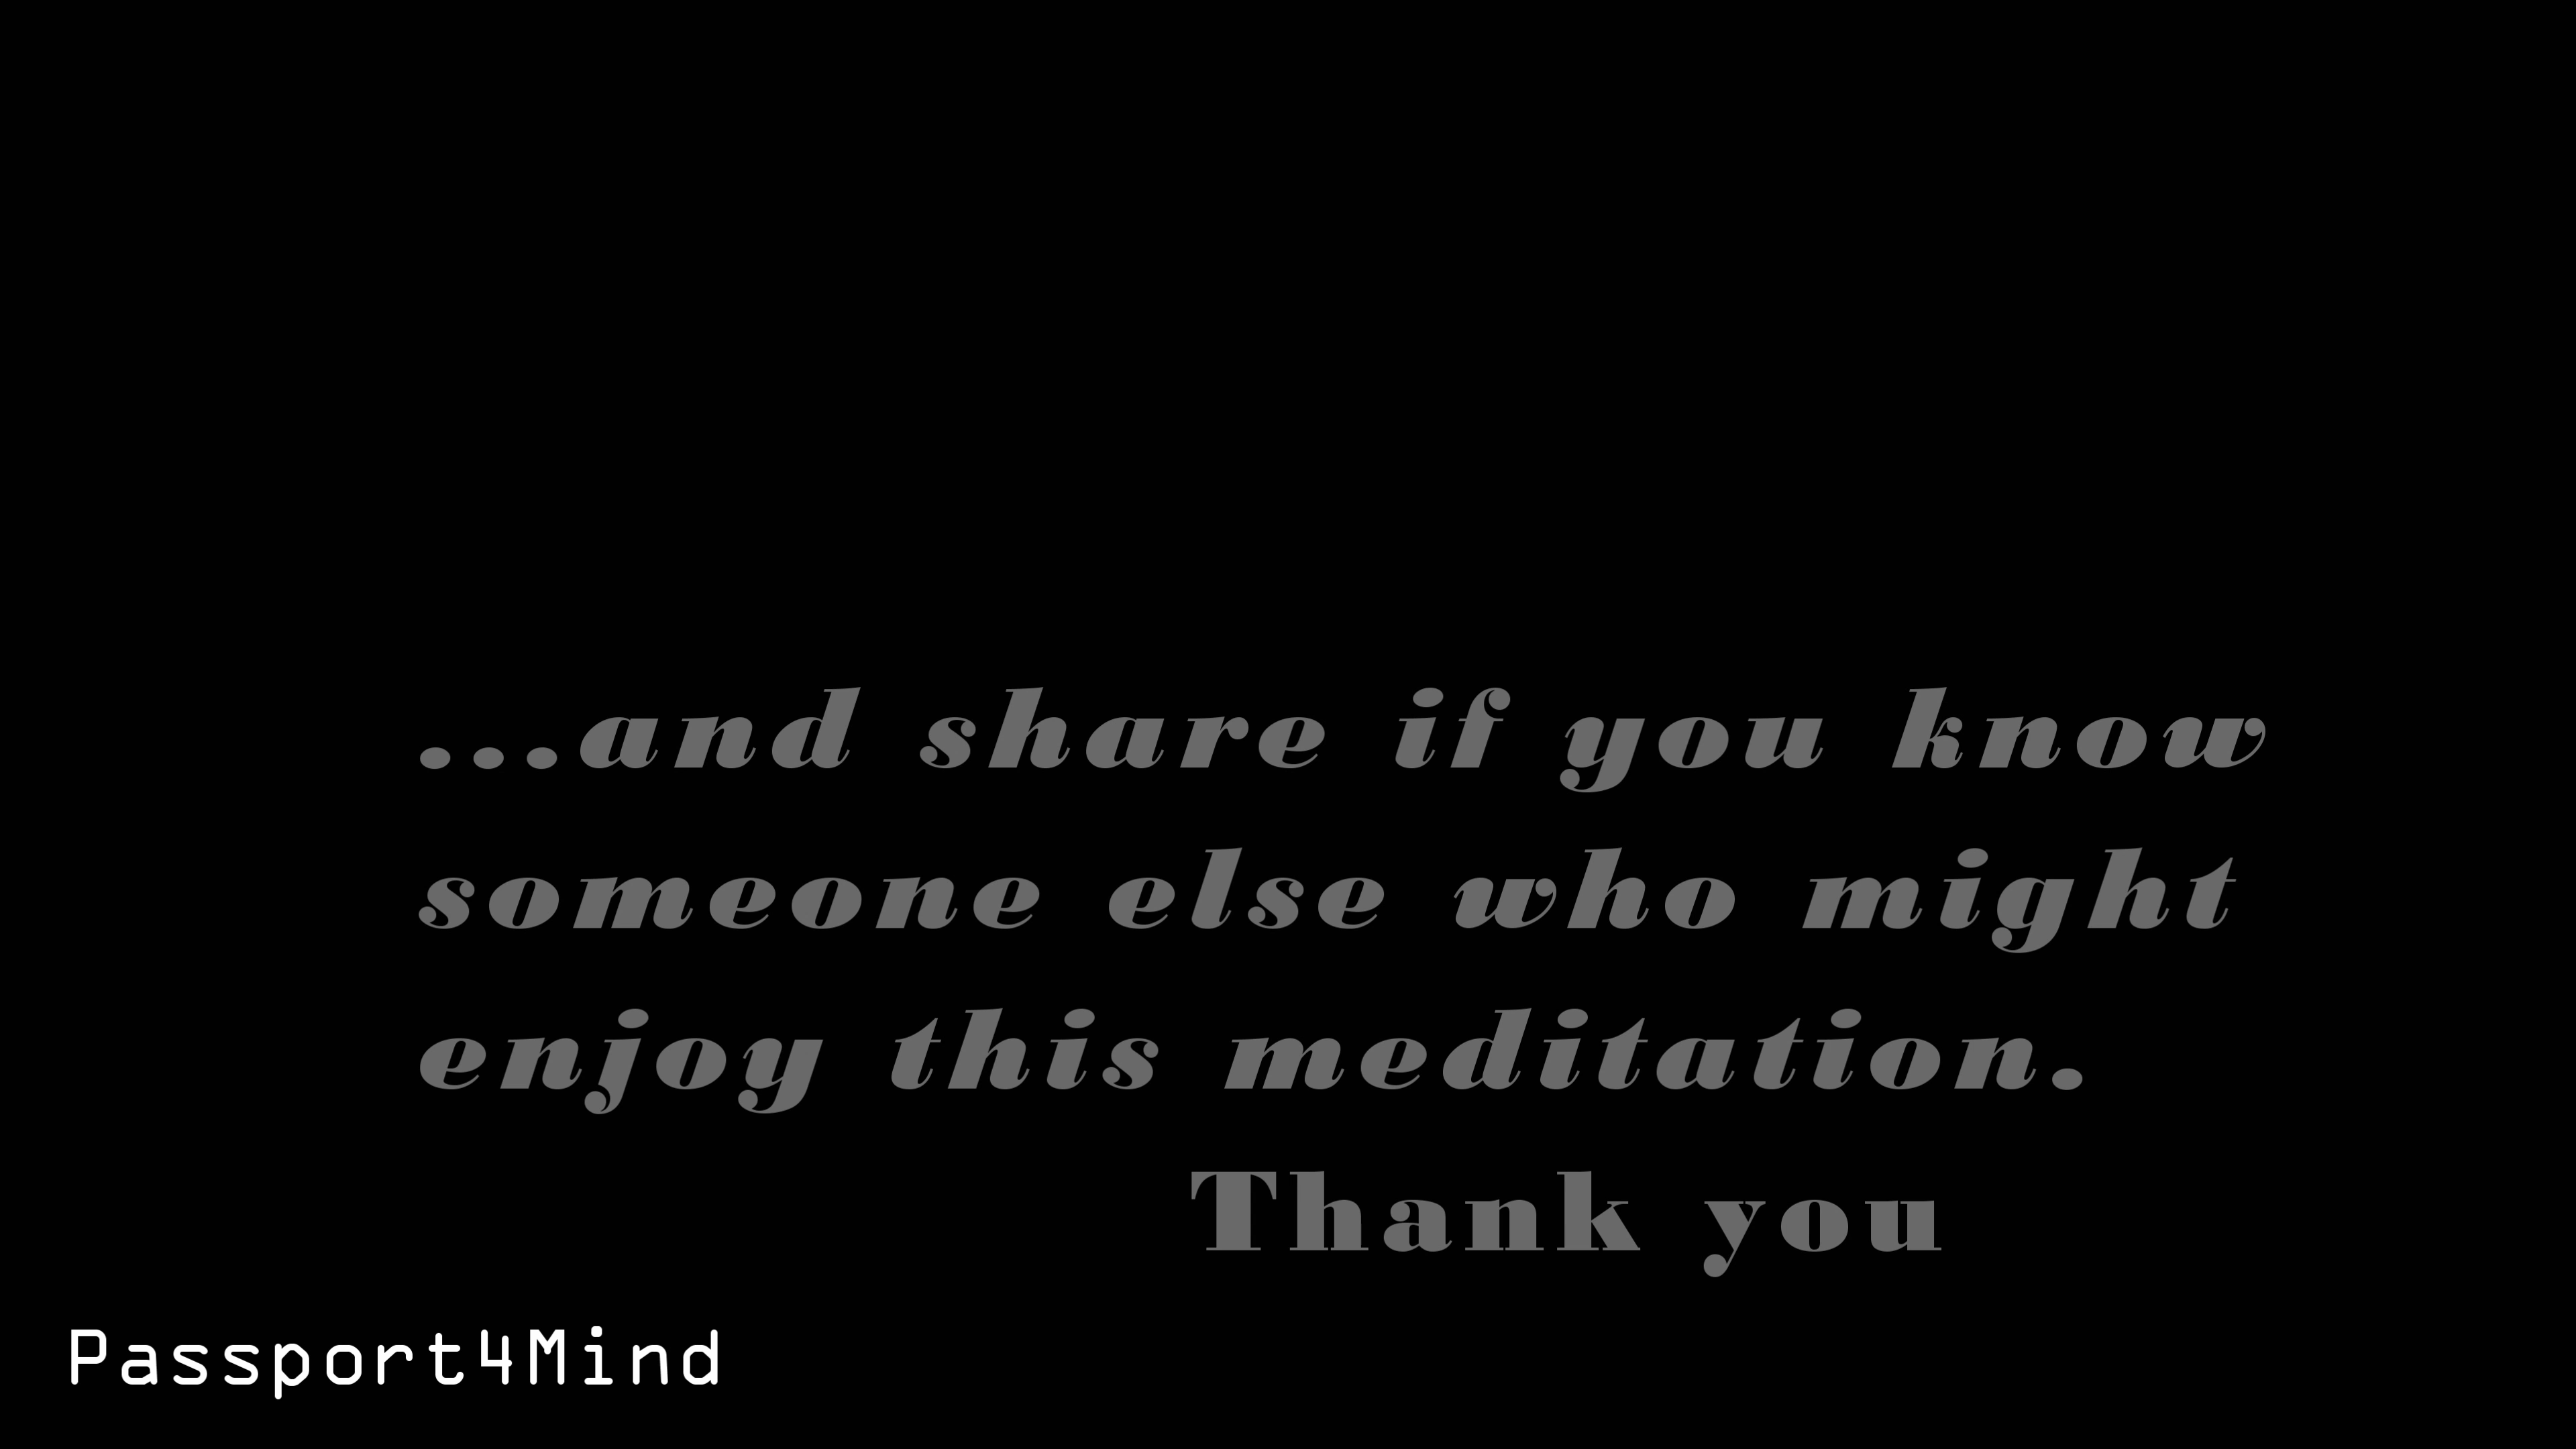 ...and share if you know
someone else who might
enjoy this meditation.
Thank you
Passport4Mind